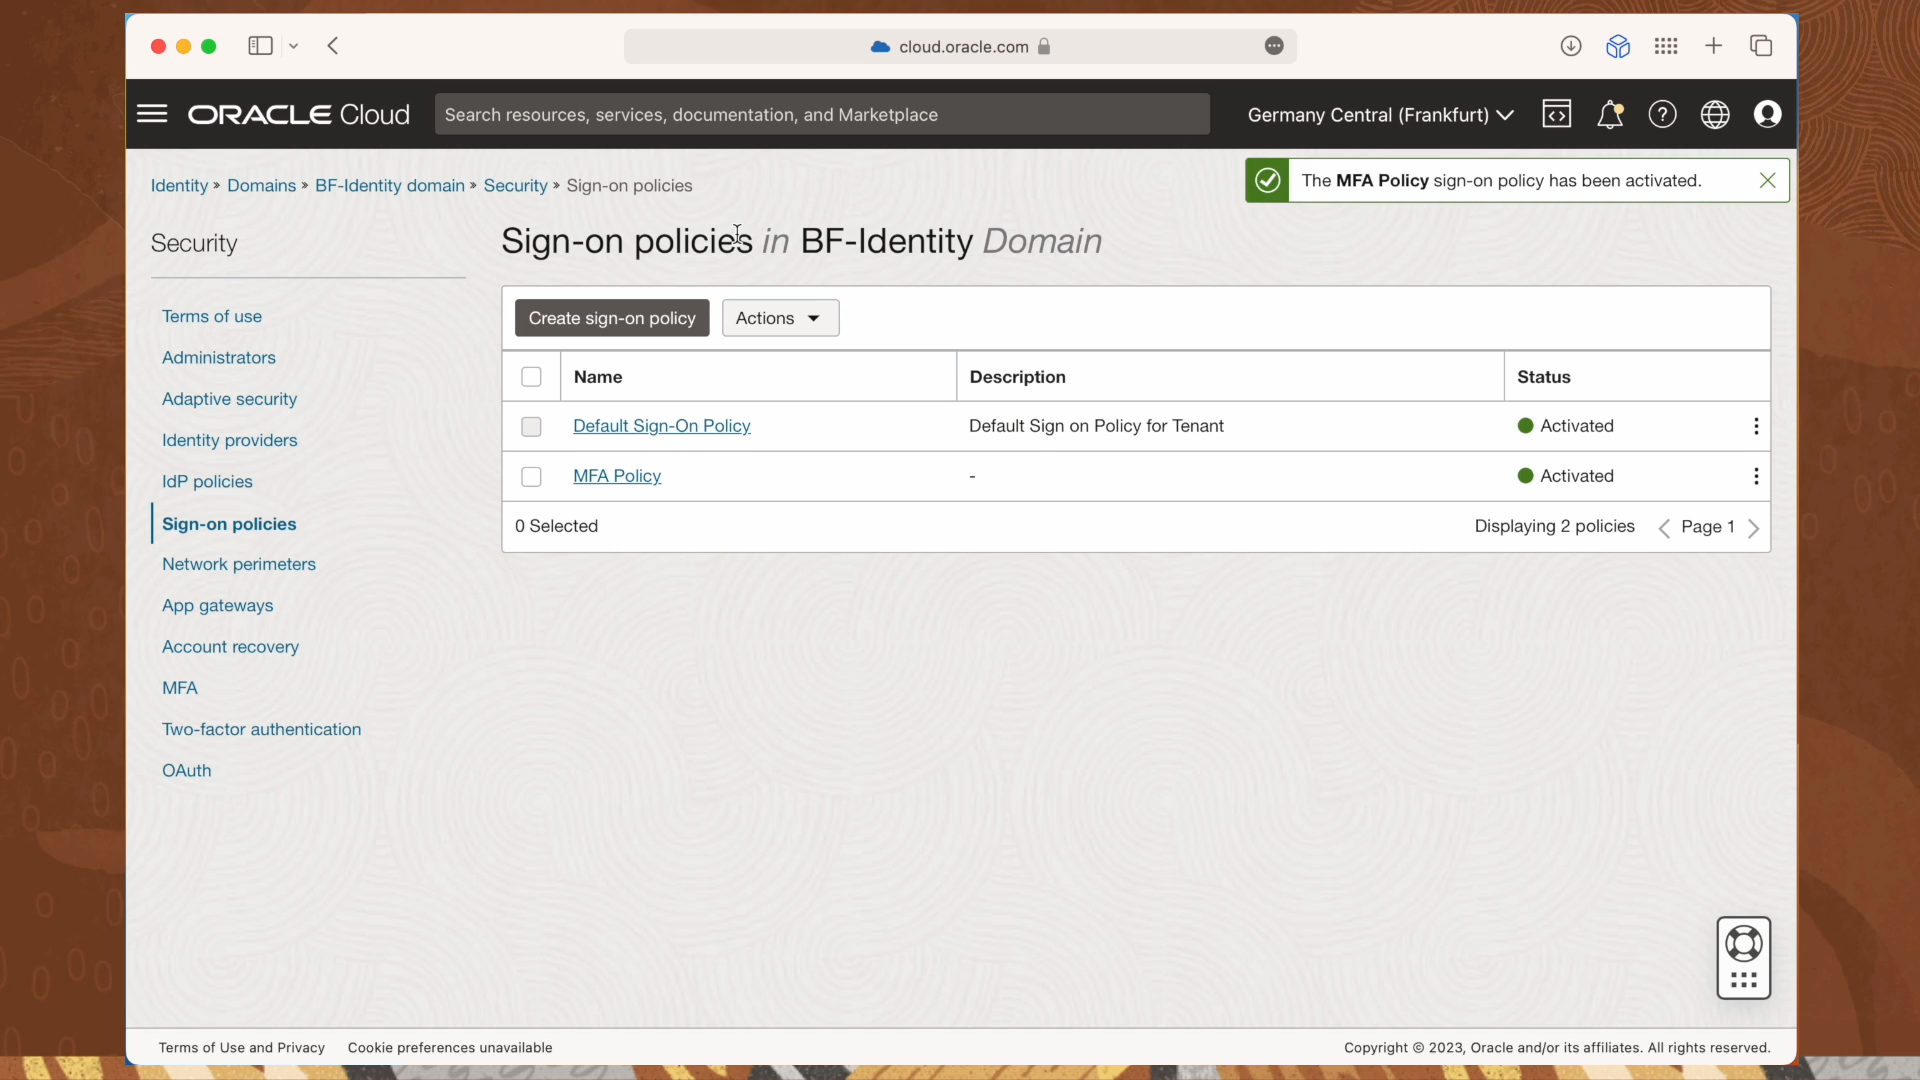 cloud.oracle.com
ORACLE Cloud
Search resources, services, documentation, and Marketplace
Germany Central (Frankfurt)
Identity » Domains » BF-Identity domain » Security » Sign-on policies
The MFA Policy sign-on policy has been activated.
Security
Sign-on policies in BF-Identity Domain
Terms of use
Administrators
Adaptive security
Identity providers
IdP policies
Sign-on policies
Network perimeters
App gateways
Account recovery
MFA
Two-factor authentication
OAuth
Create sign-on policy Actions
Name Description Status
Default Sign-On Policy Default Sign on Policy for Tenant Activated
MFA Policy - Activated
0 Selected Displaying 2 policies Page 1
Terms of Use and Privacy Cookie preferences unavailable Copyright © 2023, Oracle and/or its affiliates. All rights reserved.